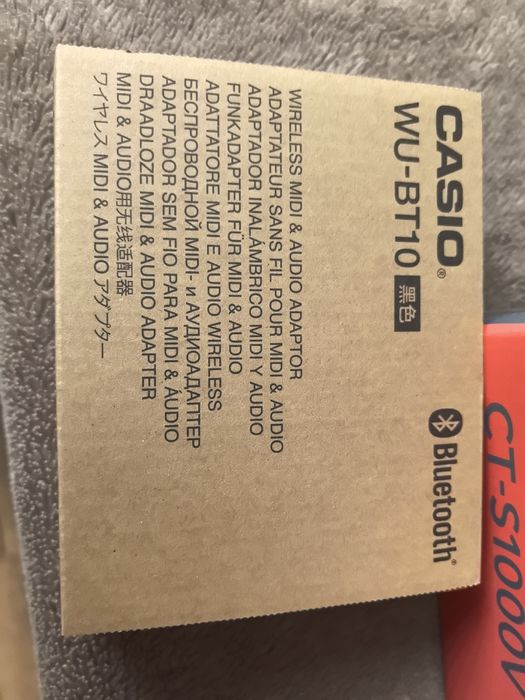 CASIO®
WU-BT10 黑色
Bluetooth®
WIRELESS MIDI & AUDIO ADAPTOR
ADAPTATEUR SANS FIL POUR MIDI & AUDIO
ADAPTADOR INALÁMBRICO MIDI Y AUDIO
FUNKADAPTER FÜR MIDI & AUDIO
ADATTATORE MIDI E AUDIO WIRELESS
БЕСПРОВОДНОЙ MIDI- и АУДИОАДАПТЕР
ADAPTADOR SEM FIO PARA MIDI & ÁUDIO
DRAADLOZE MIDI & AUDIO ADAPTER
MIDI & AUDIO用无线适配器
ワイヤレス MIDI & AUDIO アダプター
CT-S1000V